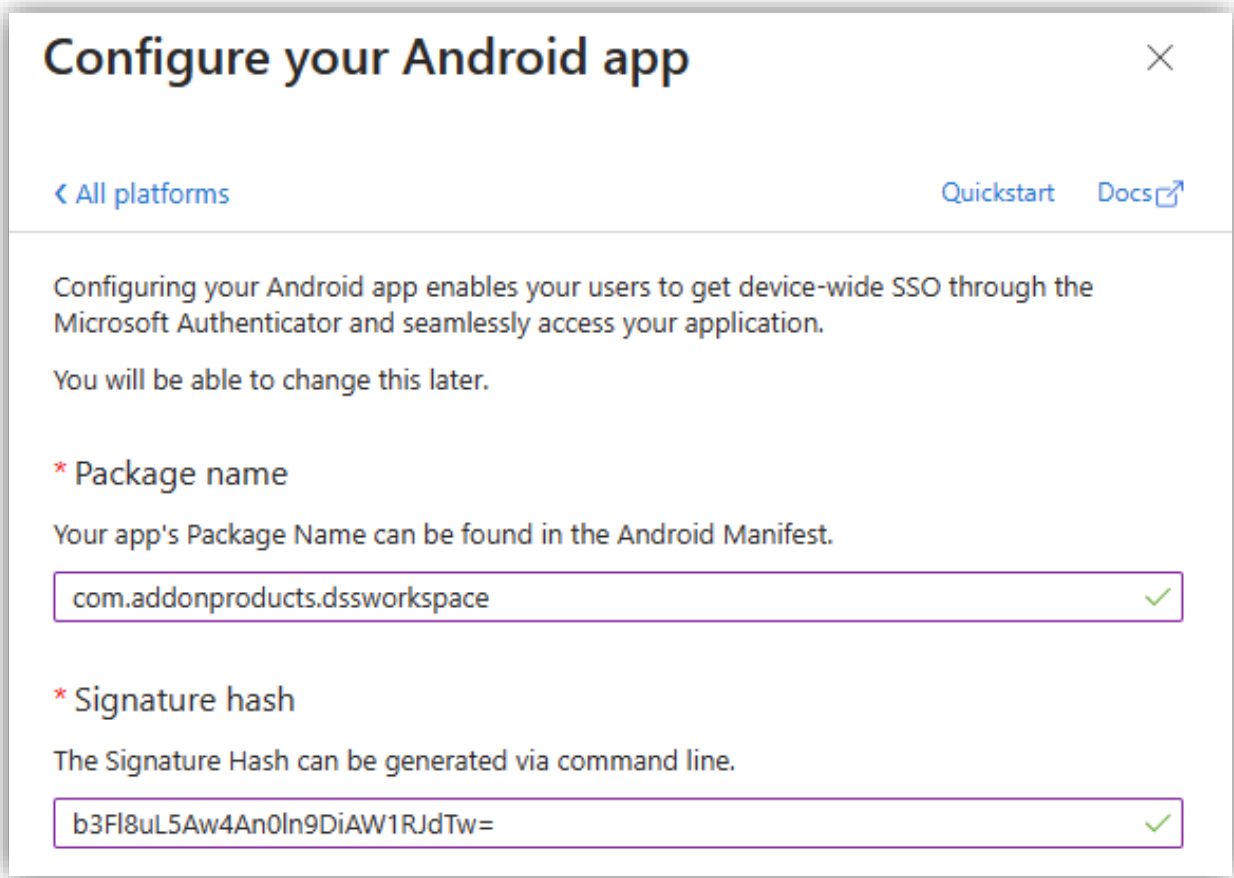 Configure your Android app
All platforms
Quickstart
Docs
Configuring your Android app enables your users to get device-wide SSO through the
Microsoft Authenticator and seamlessly access your application.
You will be able to change this later.
* Package name
Your app's Package Name can be found in the Android Manifest.
com.addonproducts.dssworkspace
* Signature hash
The Signature Hash can be generated via command line.
b3Fl8uL5Aw4An0ln9DiAW1RJdTw=